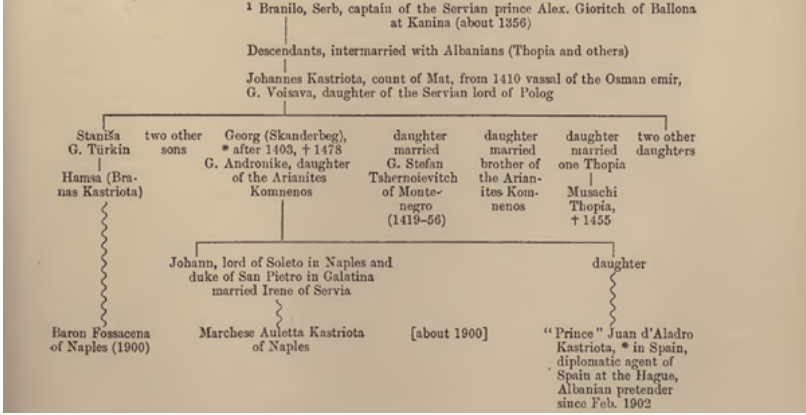 1 Branilo, Serb, captain of the Servian prince Alex. Gioritch of Ballona
at Kanina (about 1356)
Descendants, intermarried with Albanians (Thopia and others)
Johannes Kastriota, count of Mat, from 1410 vassal of the Osman emir,
G. Voisava, daughter of the Servian lord of Polog
Staniša
G. Türkin
Hamsa (Bra-
nas Kastriota)
two other
sons
Georg (Skanderbeg),
* after 1403, † 1478
G. Andronike, daughter
of the Arianites
Komnenos
daughter
married
G. Stefan
Tshernoievitch
of Monte-
negro
(1419–56)
daughter
married
brother of
the Arian-
ites Kom-
nenos
daughter
married
one Thopia
Musachi
Thopia,
† 1455
two other
daughters
Johann, lord of Soleto in Naples and
duke of San Pietro in Galatina
married Irene of Servia
daughter
Baron Fossacena
of Naples (1900)
Marchese Auletta Kastriota
of Naples
[about 1900]
"Prince" Juan d'Aladro
Kastriota, * in Spain,
diplomatic agent of
Spain at the Hague,
Albanian pretender
since Feb. 1902